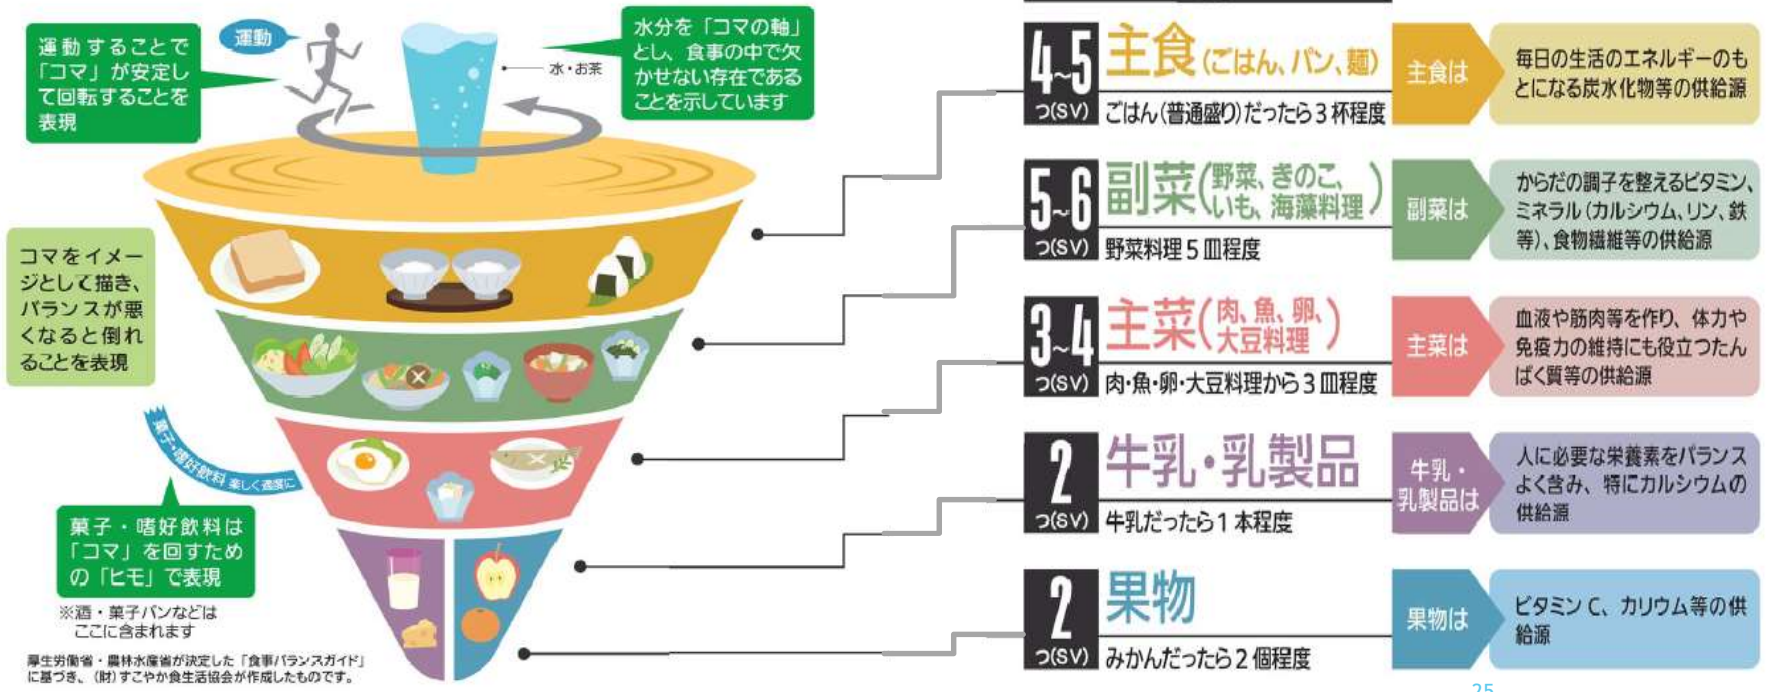 運動することで
「コマ」が安定し
て回転することを
表現
運動
水・お茶
水分を「コマの軸」
とし、食事の中で欠
かせない存在である
ことを示しています
コマをイメー
ジとして描き、
バランスが悪
くなると倒れ
ることを表現
菓子・嗜好飲料 楽しく適度に
菓子・嗜好飲料は
「コマ」を回すため
の「ヒモ」で表現
※酒・菓子パンなどは
ここに含まれます
厚生労働省・農林水産省が決定した「食事バランスガイド」
に基づき、(財)すこやか食生活協会が作成したものです。
4~5
つ(SV)
主食(ごはん、パン、麺)
ごはん(普通盛り)だったら3杯程度
主食は
毎日の生活のエネルギーのも
とになる炭水化物等の供給源
5~6
つ(SV)
副菜(野菜、きのこ、
いも、海藻料理)
野菜料理5皿程度
副菜は
からだの調子を整えるビタミン、
ミネラル(カルシウム、リン、鉄
等)、食物繊維等の供給源
3~4
つ(SV)
主菜(肉、魚、卵、
大豆料理)
肉・魚・卵・大豆料理から3皿程度
主菜は
血液や筋肉等を作り、体力や
免疫力の維持にも役立つたん
ぱく質等の供給源
2
つ(SV)
牛乳・乳製品
牛乳だったら1本程度
牛乳・
乳製品は
人に必要な栄養素をバランス
よく含み、特にカルシウムの
供給源
2
つ(SV)
果物
みかんだったら2個程度
果物は
ビタミンC、カリウム等の供
給源
25